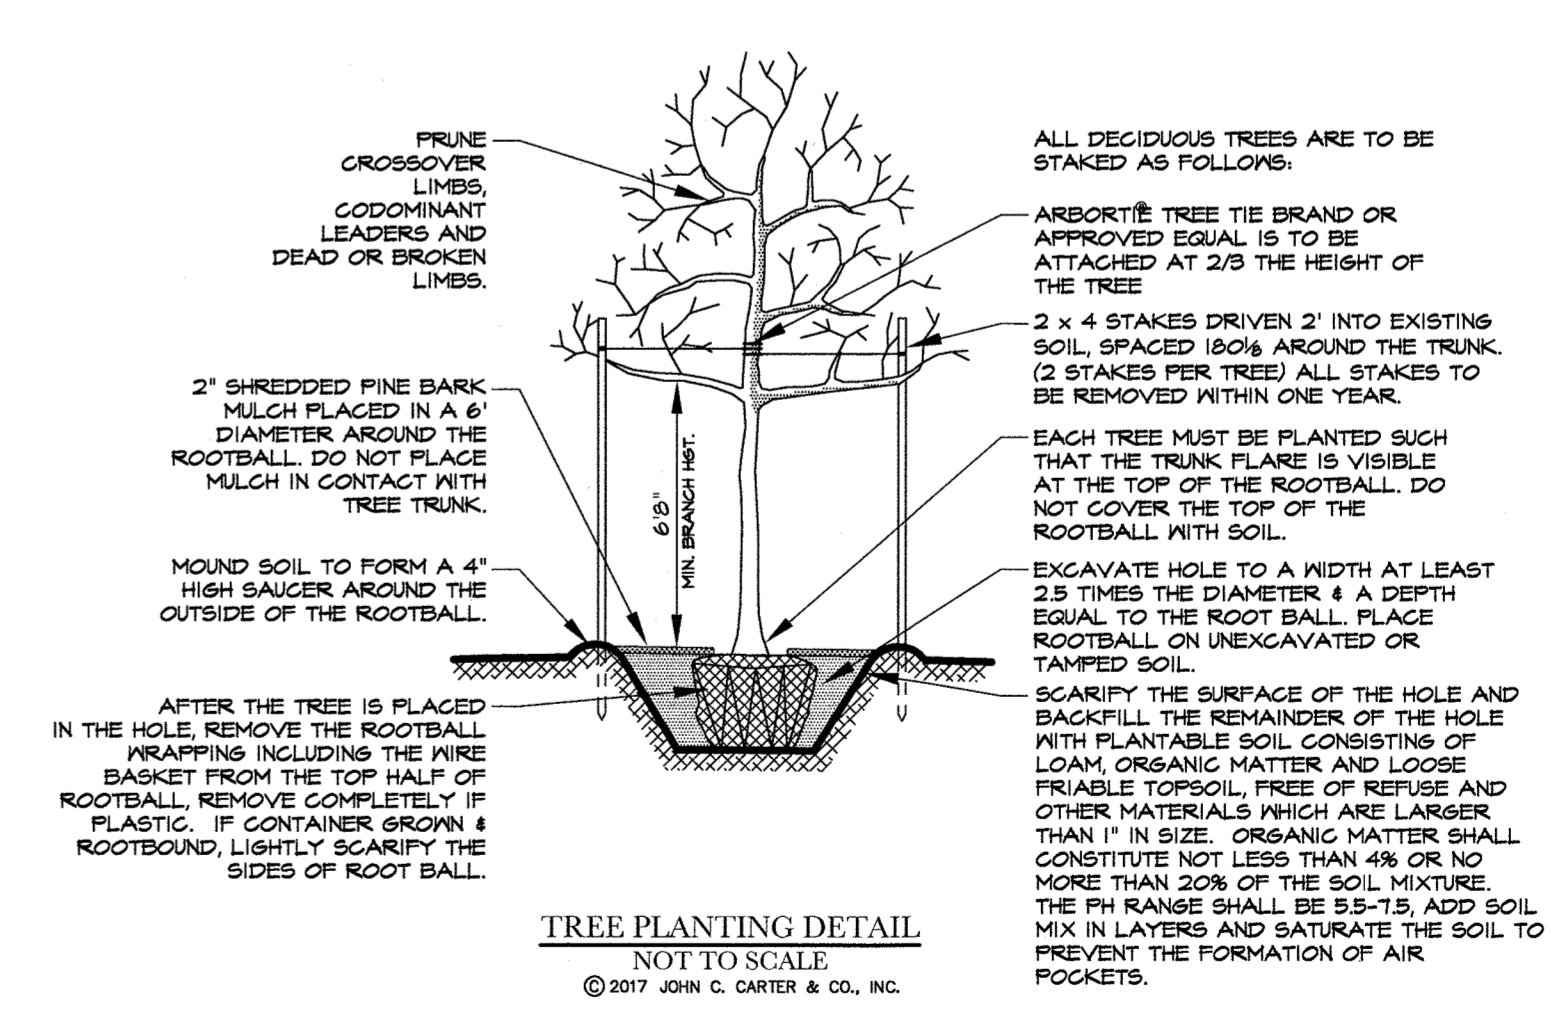 PRUNE
CROSSOVER
LIMBS,
CODOMINANT
LEADERS AND
DEAD OR BROKEN
LIMBS.
2" SHREDDED PINE BARK
MULCH PLACED IN A 6'
DIAMETER AROUND THE
ROOTBALL. DO NOT PLACE
MULCH IN CONTACT WITH
TREE TRUNK.
MOUND SOIL TO FORM A 4"
HIGH SAUCER AROUND THE
OUTSIDE OF THE ROOTBALL.
AFTER THE TREE IS PLACED
IN THE HOLE, REMOVE THE ROOTBALL
WRAPPING INCLUDING THE WIRE
BASKET FROM THE TOP HALF OF
ROOTBALL, REMOVE COMPLETELY IF
PLASTIC. IF CONTAINER GROWN &
ROOTBOUND, LIGHTLY SCARIFY THE
SIDES OF ROOT BALL.
6'8"
MIN. BRANCH HGT.
ALL DECIDUOUS TREES ARE TO BE
STAKED AS FOLLOWS:
ARBORTIE® TREE TIE BRAND OR
APPROVED EQUAL IS TO BE
ATTACHED AT 2/3 THE HEIGHT OF
THE TREE
2 x 4 STAKES DRIVEN 2' INTO EXISTING
SOIL, SPACED 180⅛ AROUND THE TRUNK.
(2 STAKES PER TREE) ALL STAKES TO
BE REMOVED WITHIN ONE YEAR.
EACH TREE MUST BE PLANTED SUCH
THAT THE TRUNK FLARE IS VISIBLE
AT THE TOP OF THE ROOTBALL. DO
NOT COVER THE TOP OF THE
ROOTBALL WITH SOIL.
EXCAVATE HOLE TO A WIDTH AT LEAST
2.5 TIMES THE DIAMETER & A DEPTH
EQUAL TO THE ROOT BALL. PLACE
ROOTBALL ON UNEXCAVATED OR
TAMPED SOIL.
SCARIFY THE SURFACE OF THE HOLE AND
BACKFILL THE REMAINDER OF THE HOLE
WITH PLANTABLE SOIL CONSISTING OF
LOAM, ORGANIC MATTER AND LOOSE
FRIABLE TOPSOIL, FREE OF REFUSE AND
OTHER MATERIALS WHICH ARE LARGER
THAN 1" IN SIZE. ORGANIC MATTER SHALL
CONSTITUTE NOT LESS THAN 4% OR NO
MORE THAN 20% OF THE SOIL MIXTURE.
THE PH RANGE SHALL BE 5.5-7.5, ADD SOIL
MIX IN LAYERS AND SATURATE THE SOIL TO
PREVENT THE FORMATION OF AIR
POCKETS.
TREE PLANTING DETAIL
NOT TO SCALE
©2017 JOHN C. CARTER & CO., INC.